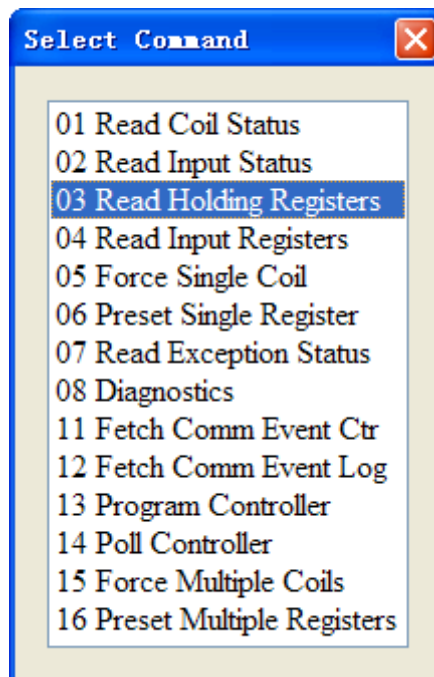 Select Command
01 Read Coil Status
02 Read Input Status
03 Read Holding Registers
04 Read Input Registers
05 Force Single Coil
06 Preset Single Register
07 Read Exception Status
08 Diagnostics
11 Fetch Comm Event Ctr
12 Fetch Comm Event Log
13 Program Controller
14 Poll Controller
15 Force Multiple Coils
16 Preset Multiple Registers